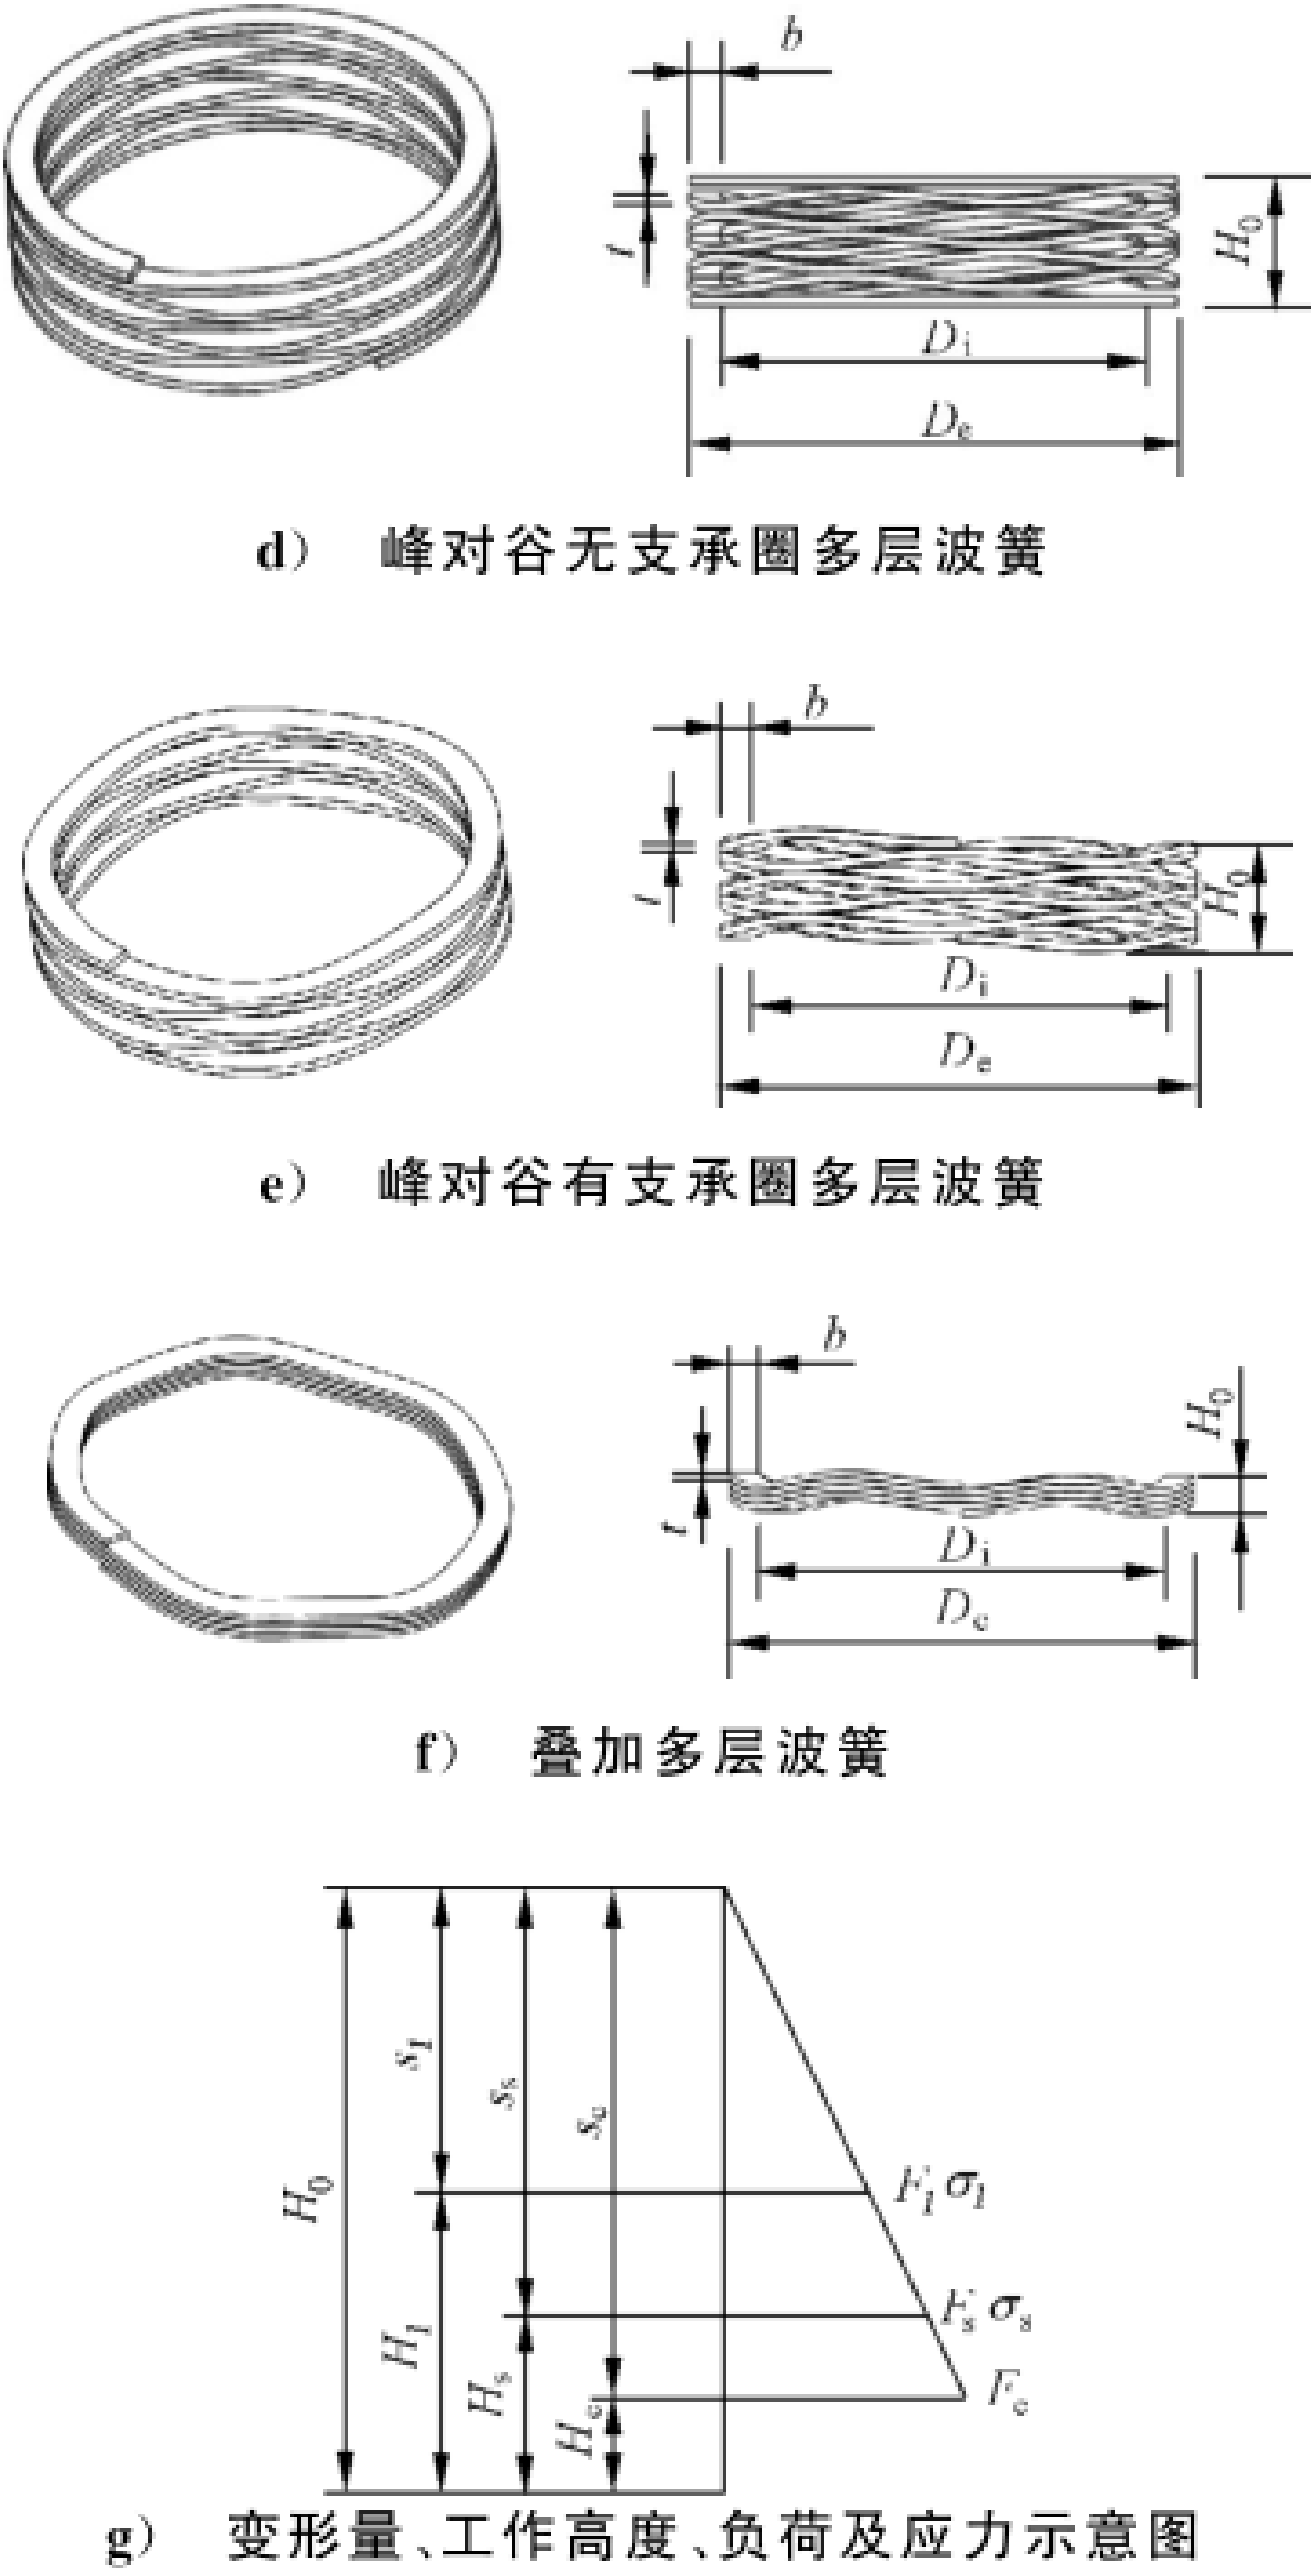 b
t
H₀
Dᵢ
Dₑ
d) 峰对谷无支承圈多层波簧
b
t
H₀
Dᵢ
Dₑ
e) 峰对谷有支承圈多层波簧
b
H₀
t
Dᵢ
Dₑ
f) 叠加多层波簧
s₁
sₛ
s꜀
H₀
F₁ σ₁
H₁
Fₛ σₛ
Hₛ
F꜀
H꜀
g) 变形量、工作高度、负荷及应力示意图